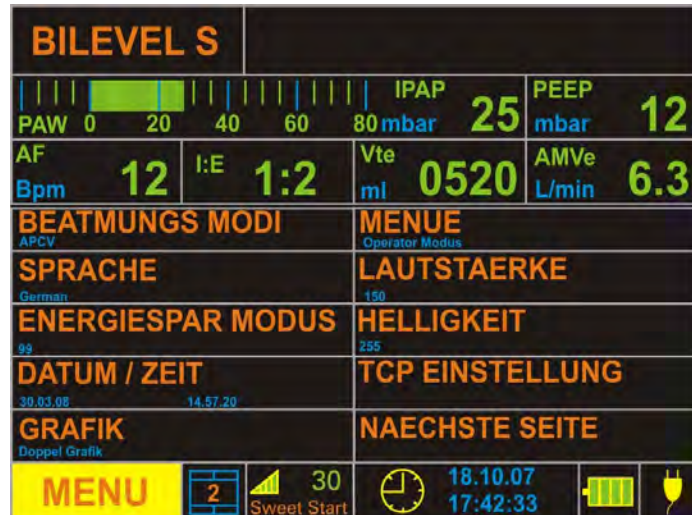 BILEVEL S
IPAP 25 PEEP 12
PAW 0 20 40 60 80 mbar mbar
AF 12 I:E 1:2 Vte 0520 AMVe 6.3
Bpm ml L/min
BEATMUNGS MODI MENUE
APCV Operator Modus
SPRACHE LAUTSTAERKE
German 150
ENERGIESPAR MODUS HELLIGKEIT
99 255
DATUM / ZEIT TCP EINSTELLUNG
30.03.08 14.57.20
GRAFIK NAECHSTE SEITE
Doppel Grafik
MENU 2 30 18.10.07
Sweet Start 17:42:33